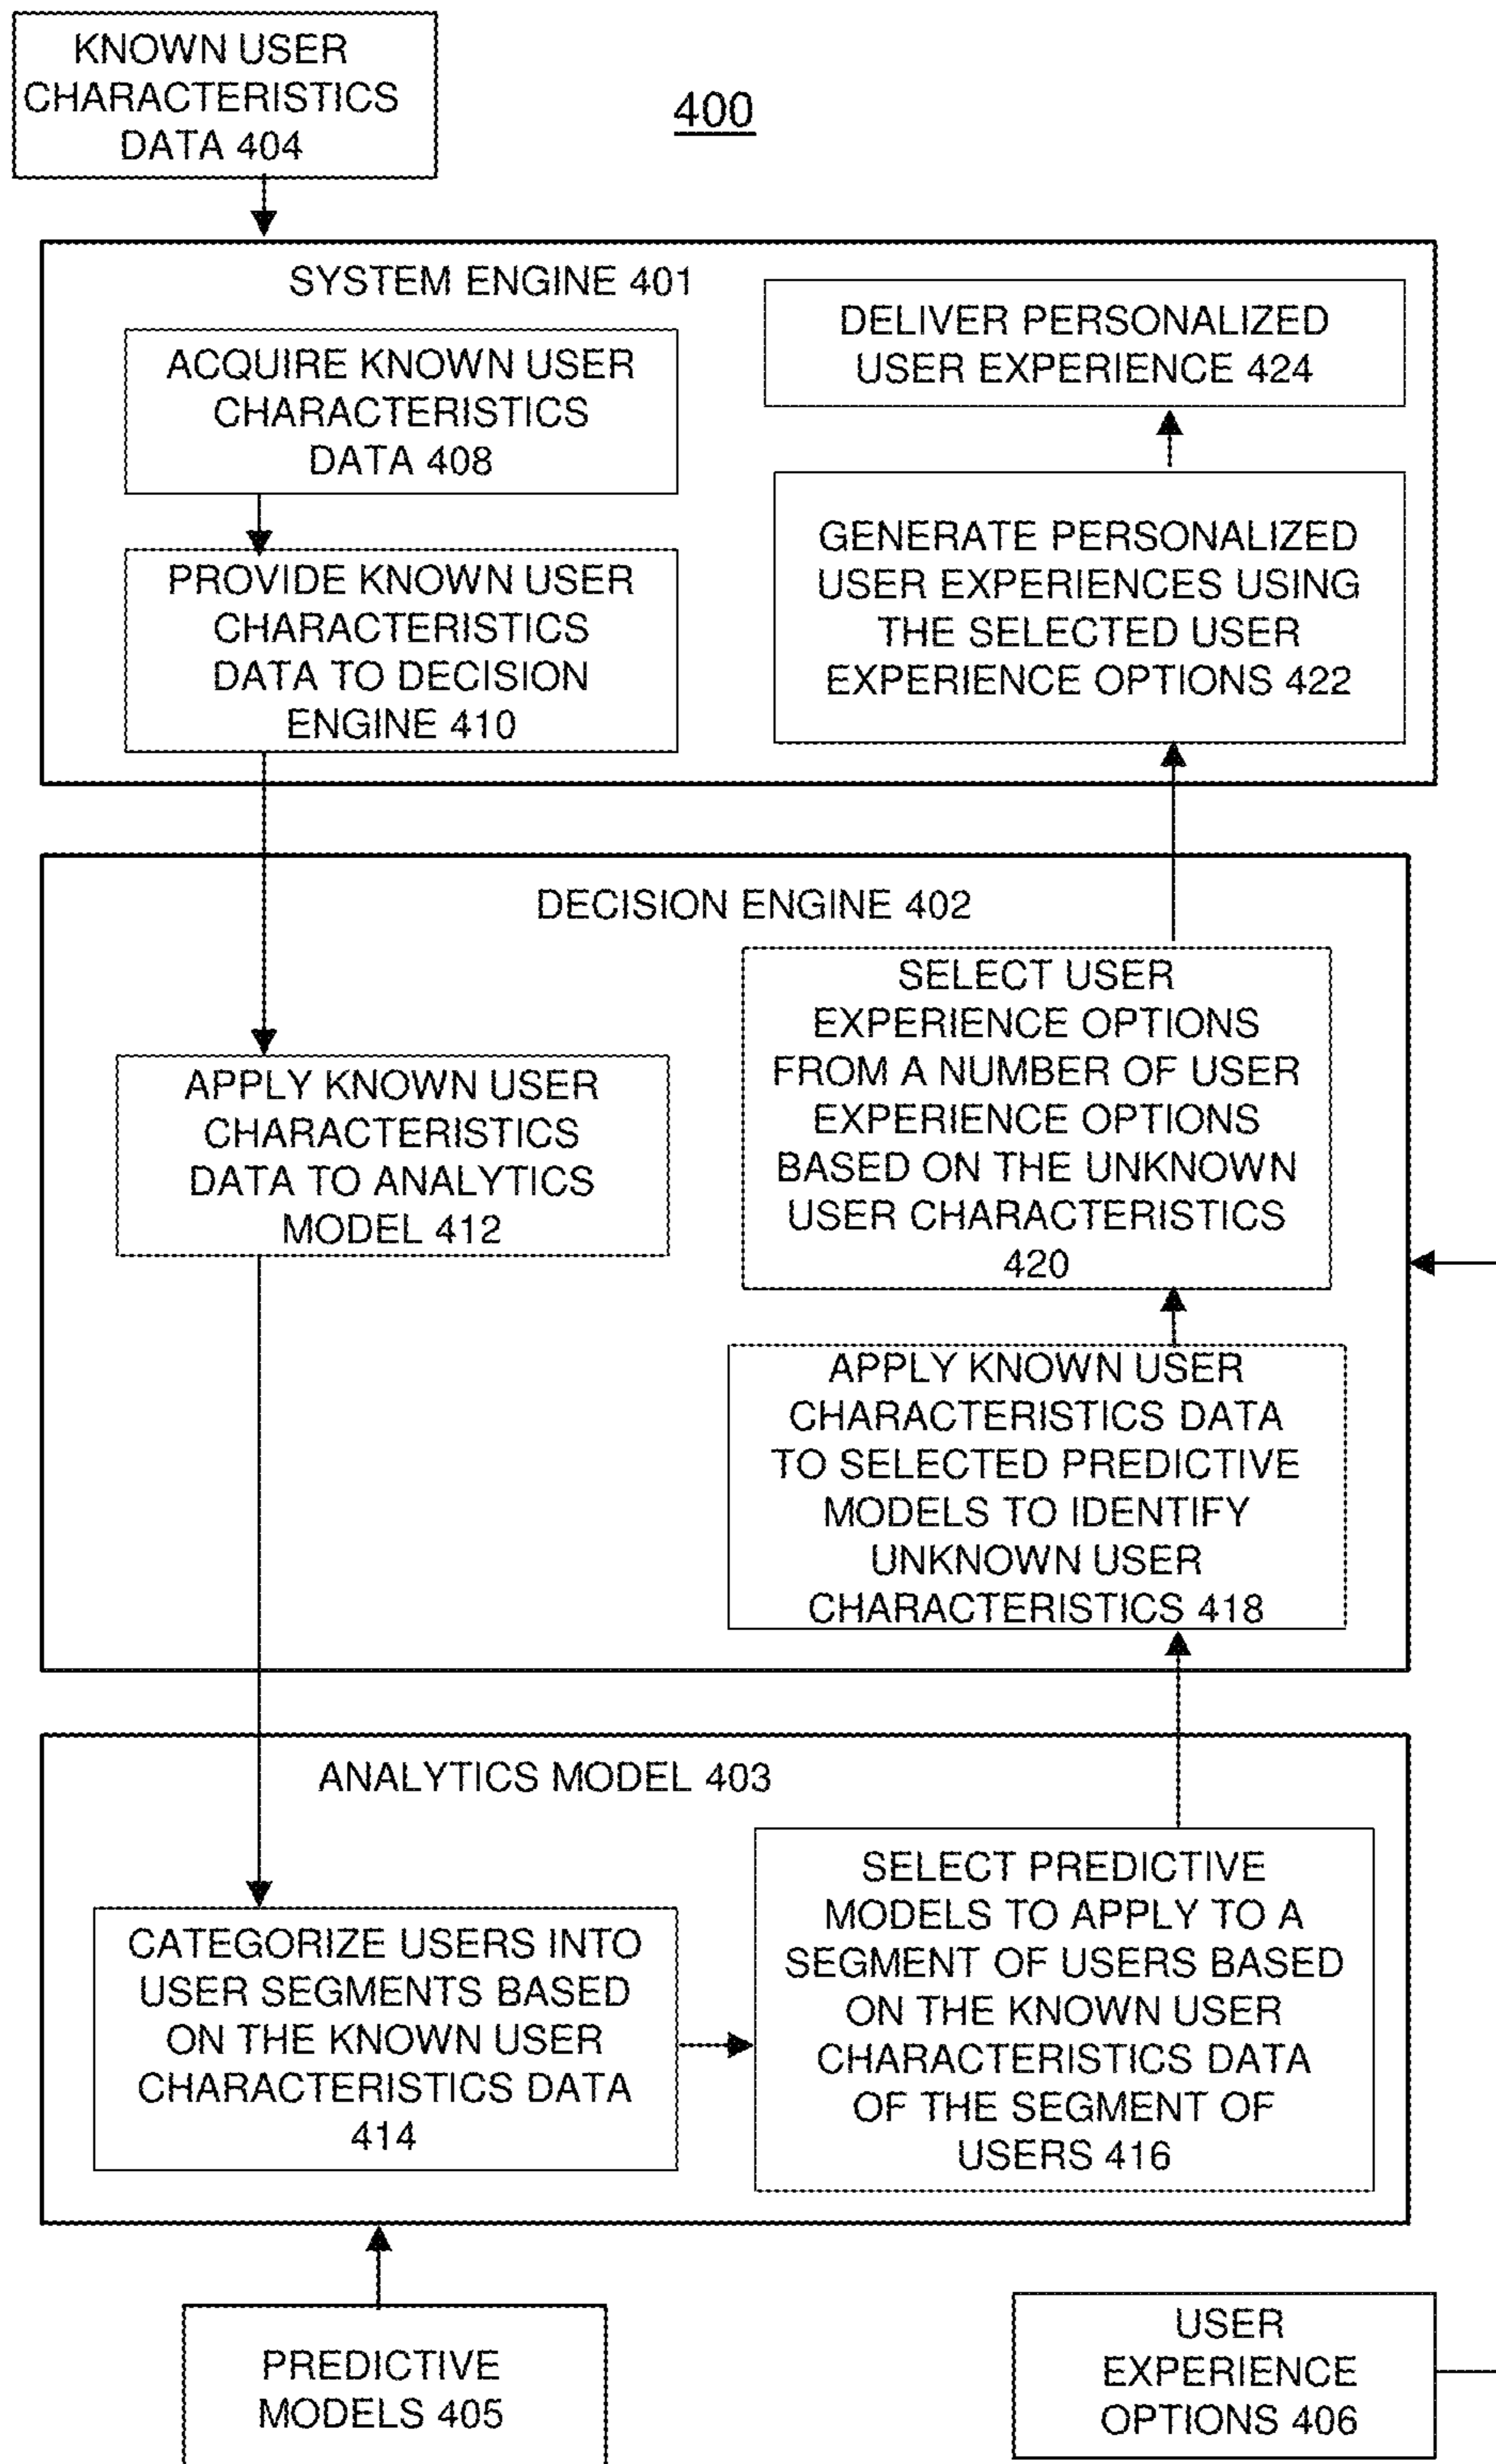 KNOWN USER
CHARACTERISTICS
DATA 404
400
SYSTEM ENGINE 401
ACQUIRE KNOWN USER
CHARACTERISTICS
DATA 408
PROVIDE KNOWN USER
CHARACTERISTICS
DATA TO DECISION
ENGINE 410
DELIVER PERSONALIZED
USER EXPERIENCE 424
GENERATE PERSONALIZED
USER EXPERIENCES USING
THE SELECTED USER
EXPERIENCE OPTIONS 422
DECISION ENGINE 402
APPLY KNOWN USER
CHARACTERISTICS
DATA TO ANALYTICS
MODEL 412
SELECT USER
EXPERIENCE OPTIONS
FROM A NUMBER OF USER
EXPERIENCE OPTIONS
BASED ON THE UNKNOWN
USER CHARACTERISTICS
420
APPLY KNOWN USER
CHARACTERISTICS DATA
TO SELECTED PREDICTIVE
MODELS TO IDENTIFY
UNKNOWN USER
CHARACTERISTICS 418
ANALYTICS MODEL 403
CATEGORIZE USERS INTO
USER SEGMENTS BASED
ON THE KNOWN USER
CHARACTERISTICS DATA
414
SELECT PREDICTIVE
MODELS TO APPLY TO A
SEGMENT OF USERS BASED
ON THE KNOWN USER
CHARACTERISTICS DATA
OF THE SEGMENT OF
USERS 416
PREDICTIVE
MODELS 405
USER
EXPERIENCE
OPTIONS 406